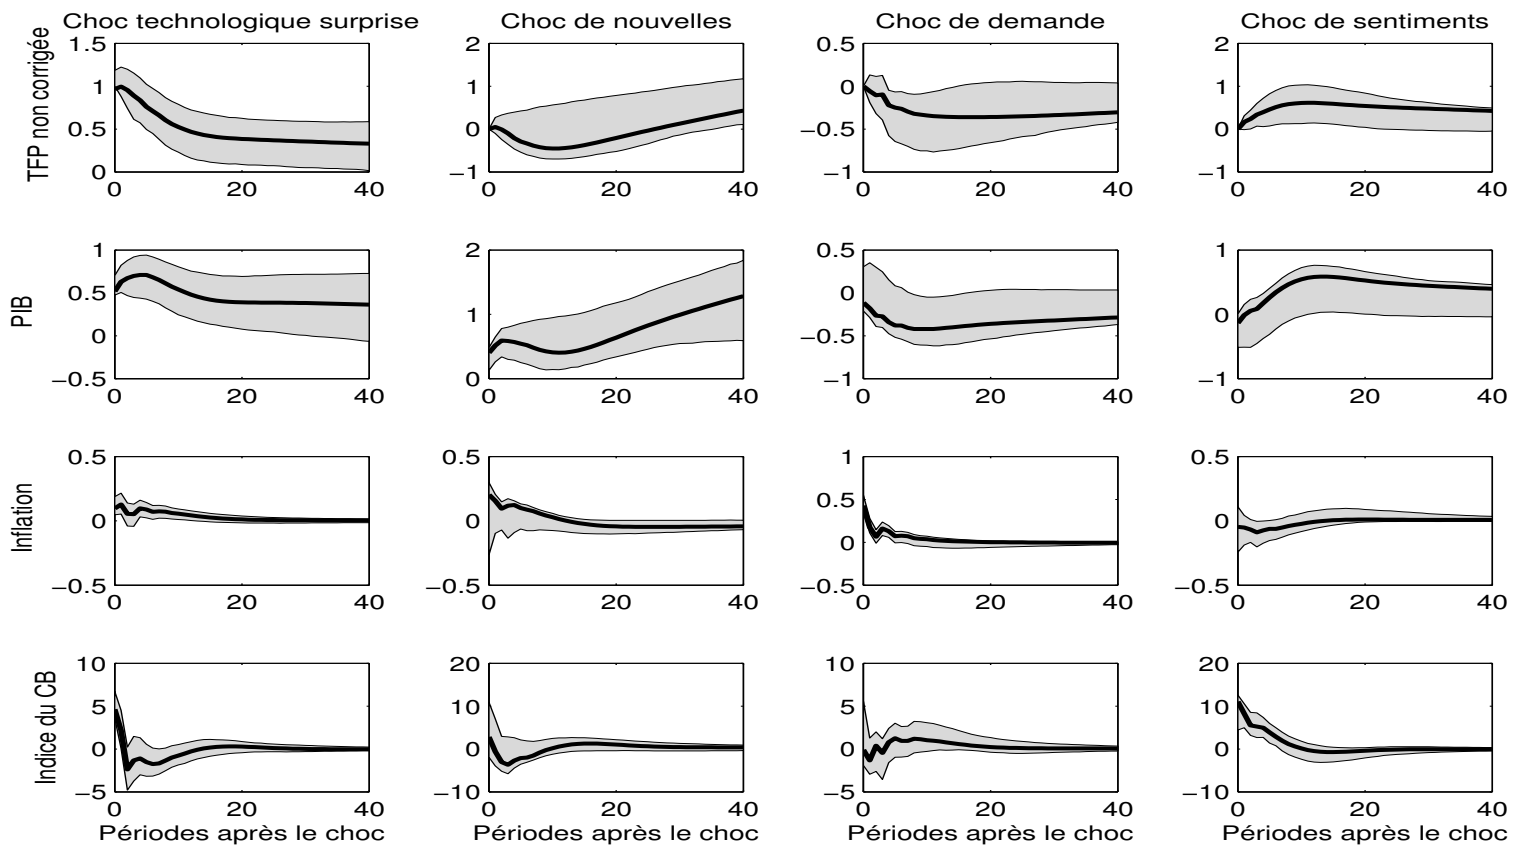 Choc technologique surprise Choc de nouvelles Choc de demande Choc de sentiments
TFP non corrigée
1.5
1
0.5
0
0 20 40
2
1
0
−1
0 20 40
0.5
0
−0.5
−1
0 20 40
2
1
0
−1
0 20 40
PIB
1
0.5
0
−0.5
0 20 40
2
1
0
0 20 40
0.5
0
−0.5
−1
0 20 40
1
0
−1
0 20 40
Inflation
0.5
0
−0.5
0 20 40
0.5
0
−0.5
0 20 40
1
0.5
0
−0.5
0 20 40
0.5
0
−0.5
0 20 40
Indice du CB
10
5
0
−5
0 20 40
Périodes après le choc
20
10
0
−10
0 20 40
Périodes après le choc
10
5
0
−5
0 20 40
Périodes après le choc
20
10
0
−10
0 20 40
Périodes après le choc